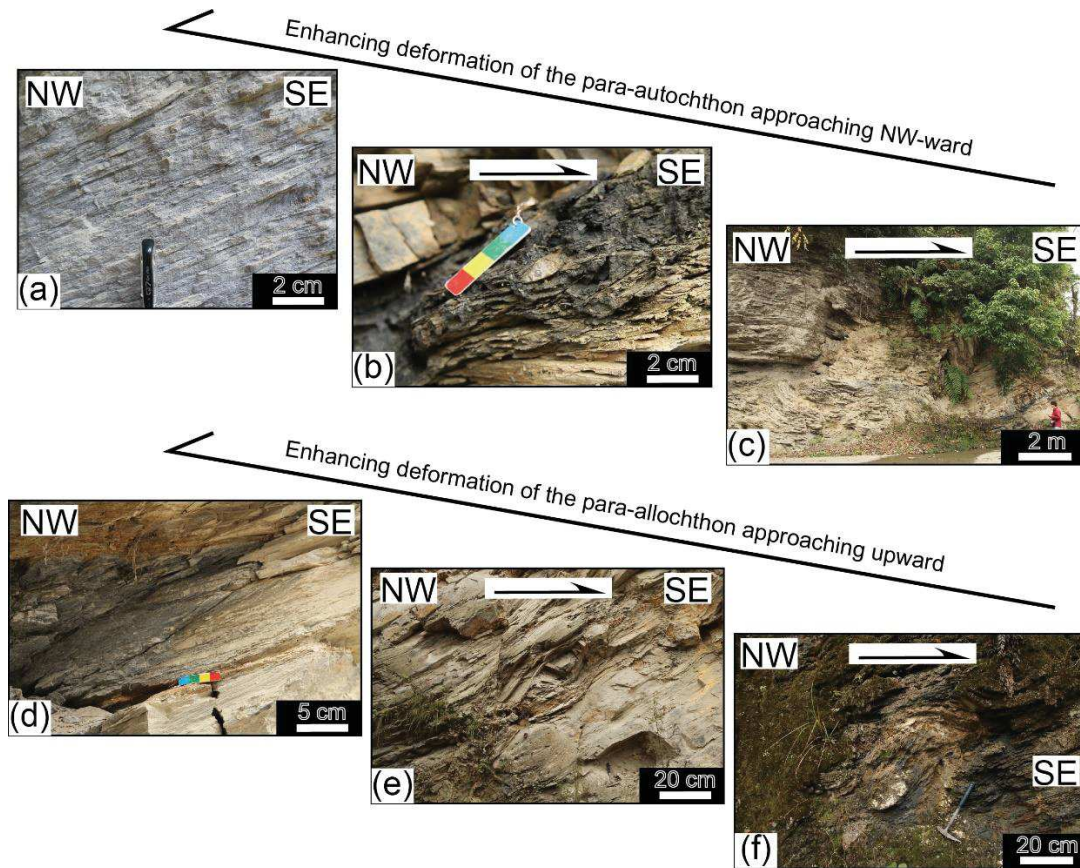 Enhancing deformation of the para-autochthon approaching NW-ward
NW SE
(a) 2 cm
NW SE
(b) 2 cm
NW SE
(c) 2 m
Enhancing deformation of the para-allochthon approaching upward
NW SE
(d) 5 cm
NW SE
(e) 20 cm
NW
SE
(f) 20 cm